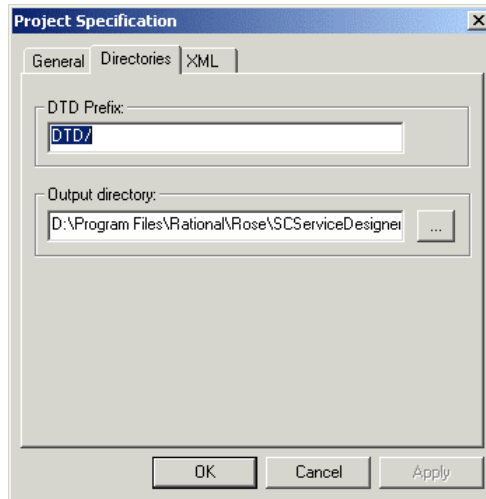 Project Specification
General Directories XML
DTD Prefix:
DTD/
Output directory:
D:\Program Files\Rational\Rose\SCServiceDesigner
...
OK Cancel Apply